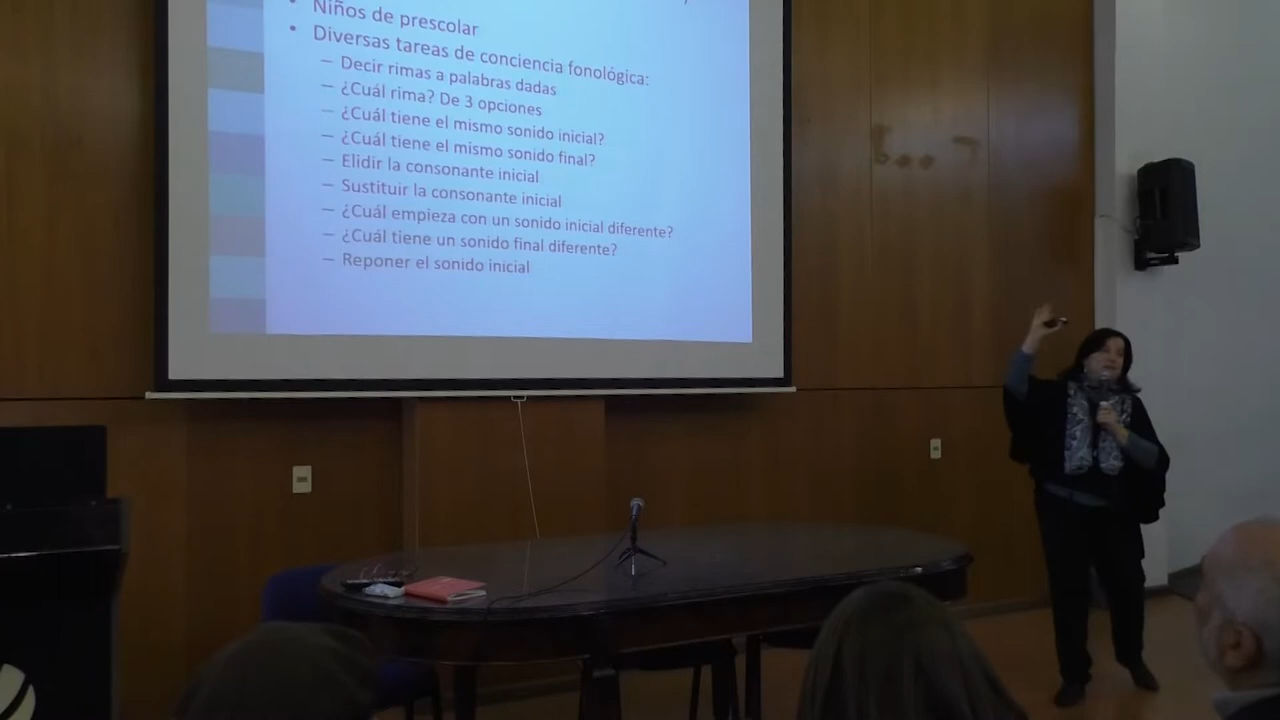 • Niños de prescolar
• Diversas tareas de conciencia fonológica:
– Decir rimas a palabras dadas
– ¿Cuál rima? De 3 opciones
– ¿Cuál tiene el mismo sonido inicial?
– ¿Cuál tiene el mismo sonido final?
– Elidir la consonante inicial
– Sustituir la consonante inicial
– ¿Cuál empieza con un sonido inicial diferente?
– ¿Cuál tiene un sonido final diferente?
– Reponer el sonido inicial